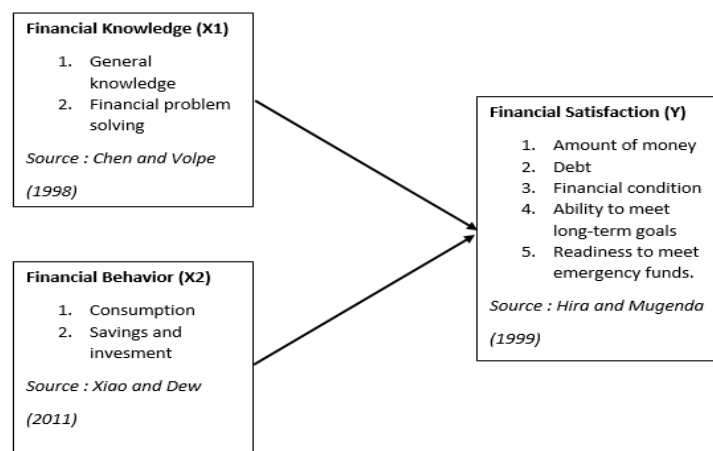 Financial Knowledge (X1)
1. General
knowledge
2. Financial problem
solving
Source : Chen and Volpe
(1998)
Financial Behavior (X2)
1. Consumption
2. Savings and
invesment
Source : Xiao and Dew
(2011)
Financial Satisfaction (Y)
1. Amount of money
2. Debt
3. Financial condition
4. Ability to meet
long-term goals
5. Readiness to meet
emergency funds.
Source : Hira and Mugenda
(1999)